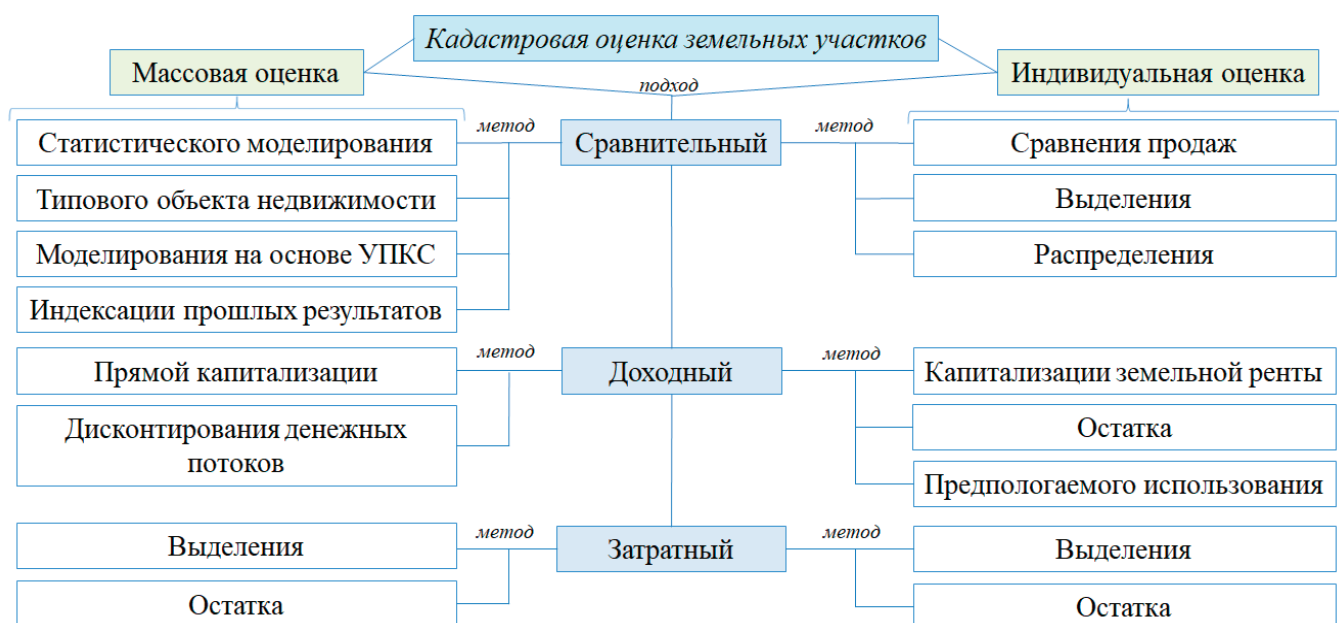 Кадастровая оценка земельных участков
Массовая оценка
подход
Индивидуальная оценка
Статистического моделирования
метод
Сравнительный
метод
Сравнения продаж
Типового объекта недвижимости
Выделения
Моделирования на основе УПКС
Распределения
Индексации прошлых результатов
Прямой капитализации
метод
Доходный
метод
Капитализации земельной ренты
Дисконтирования денежных
потоков
Остатка
Предпологаемого использования
Выделения
метод
Затратный
метод
Выделения
Остатка
Остатка